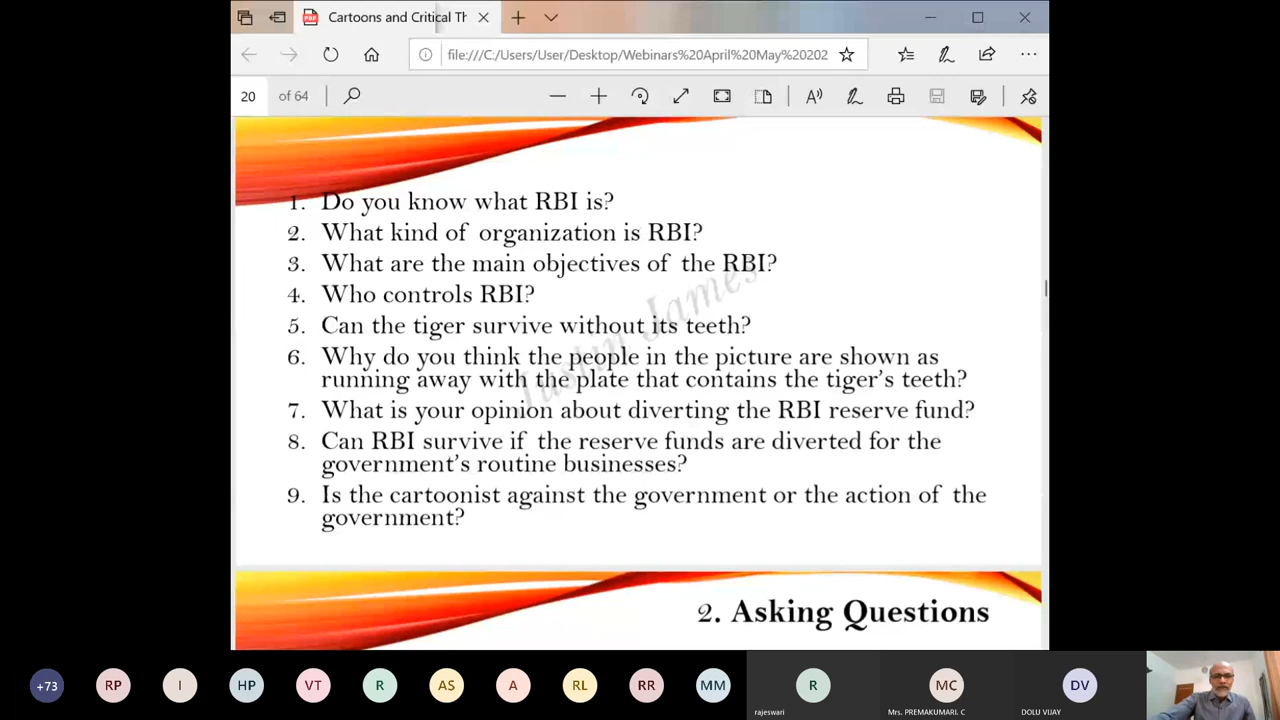 Cartoons and Critical Th
file:///C:/Users/User/Desktop/Webinars%20April%20May%20202
20 of 64
1. Do you know what RBI is?
2. What kind of organization is RBI?
3. What are the main objectives of the RBI?
4. Who controls RBI?
5. Can the tiger survive without its teeth?
6. Why do you think the people in the picture are shown as
running away with the plate that contains the tiger's teeth?
7. What is your opinion about diverting the RBI reserve fund?
8. Can RBI survive if the reserve funds are diverted for the
government's routine businesses?
9. Is the cartoonist against the government or the action of the
government?
Justin James
2. Asking Questions
+73 RP I HP VT R AS A RL RR MM R MC DV
rajeswari Mrs. PREMAKUMARI. C DOLU VIJAY